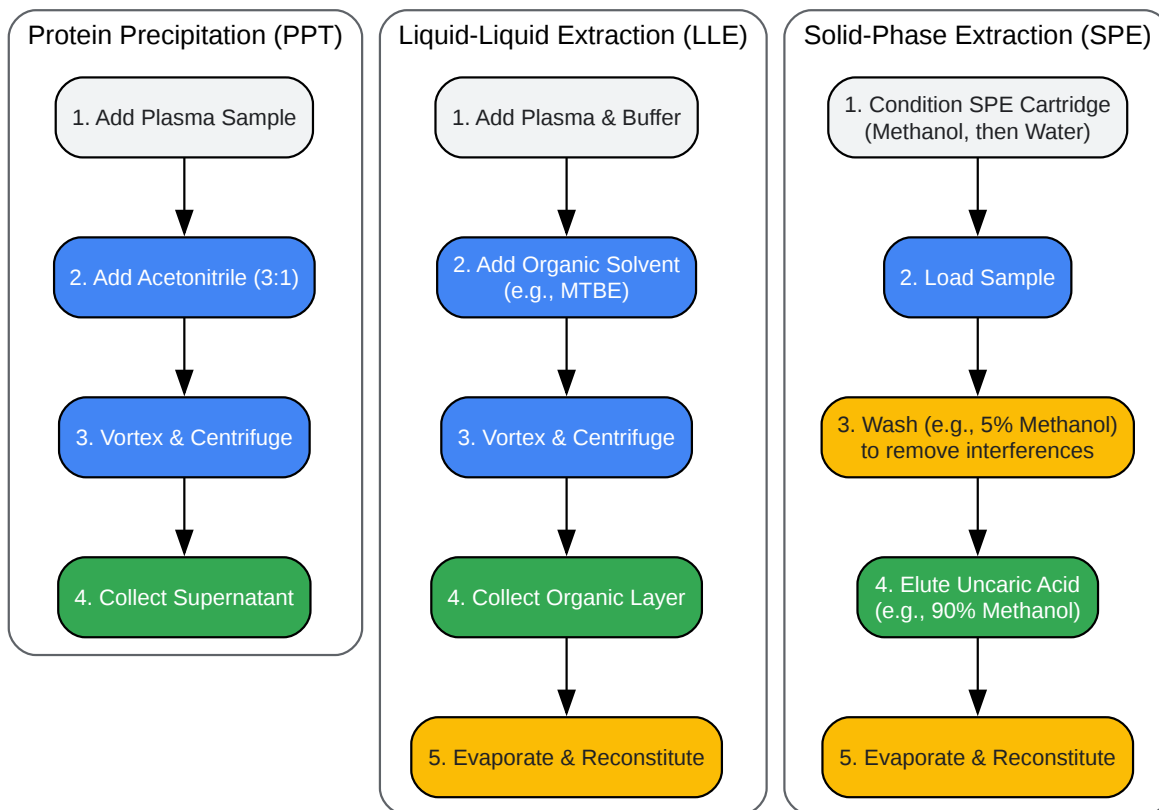 Protein Precipitation (PPT)
1. Add Plasma Sample
2. Add Acetonitrile (3:1)
3. Vortex & Centrifuge
4. Collect Supernatant
Liquid-Liquid Extraction (LLE)
1. Add Plasma & Buffer
2. Add Organic Solvent
(e.g., MTBE)
3. Vortex & Centrifuge
4. Collect Organic Layer
5. Evaporate & Reconstitute
Solid-Phase Extraction (SPE)
1. Condition SPE Cartridge
(Methanol, then Water)
2. Load Sample
3. Wash (e.g., 5% Methanol)
to remove interferences
4. Elute Uncaric Acid
(e.g., 90% Methanol)
5. Evaporate & Reconstitute